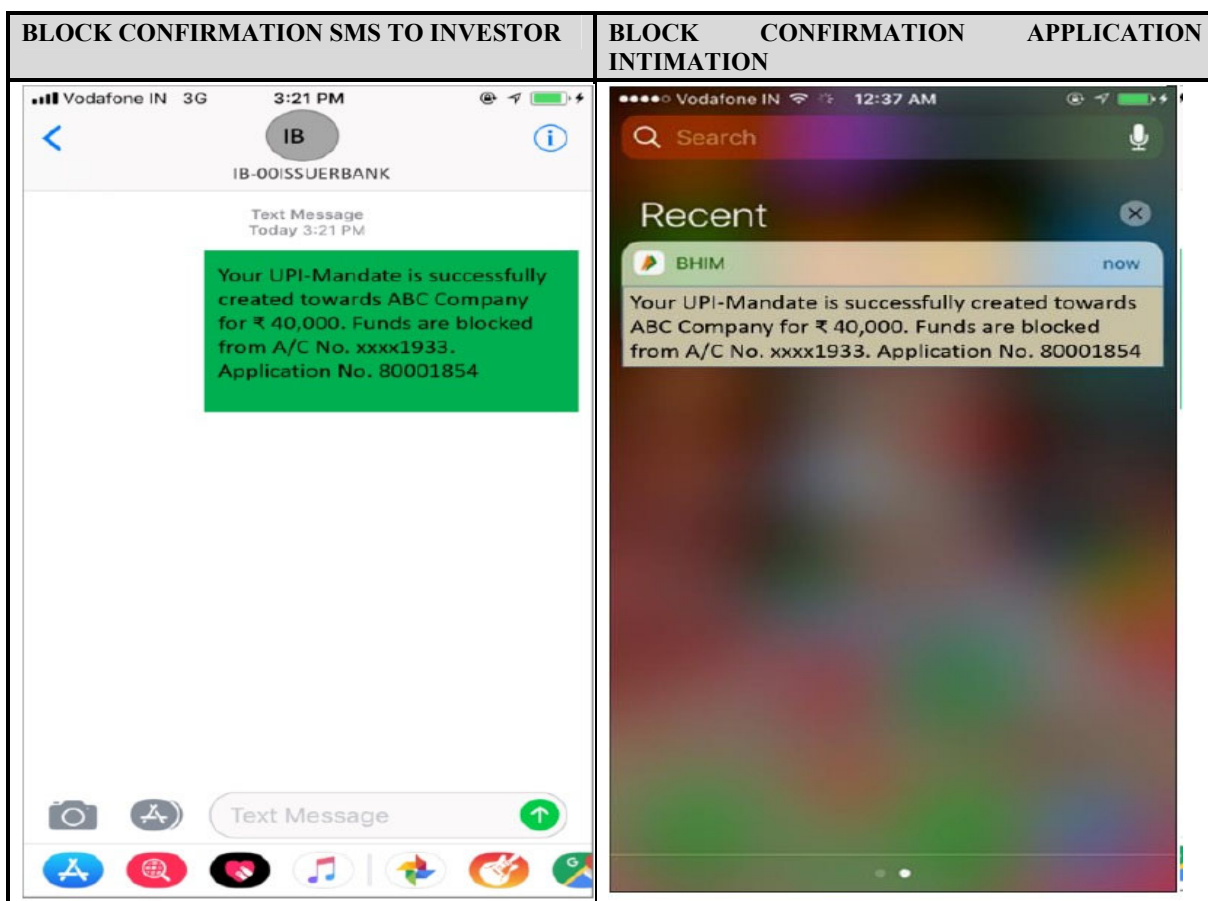 BLOCK CONFIRMATION SMS TO INVESTOR
BLOCK CONFIRMATION APPLICATION
INTIMATION
Vodafone IN 3G 3:21 PM
IB
IB-00ISSUERBANK
Text Message
Today 3:21 PM
Your UPI-Mandate is successfully
created towards ABC Company
for ₹ 40,000. Funds are blocked
from A/C No. xxxx1933.
Application No. 80001854
Text Message
Vodafone IN 12:37 AM
Search
Recent
BHIM now
Your UPI-Mandate is successfully created towards
ABC Company for ₹ 40,000. Funds are blocked
from A/C No. xxxx1933. Application No. 80001854